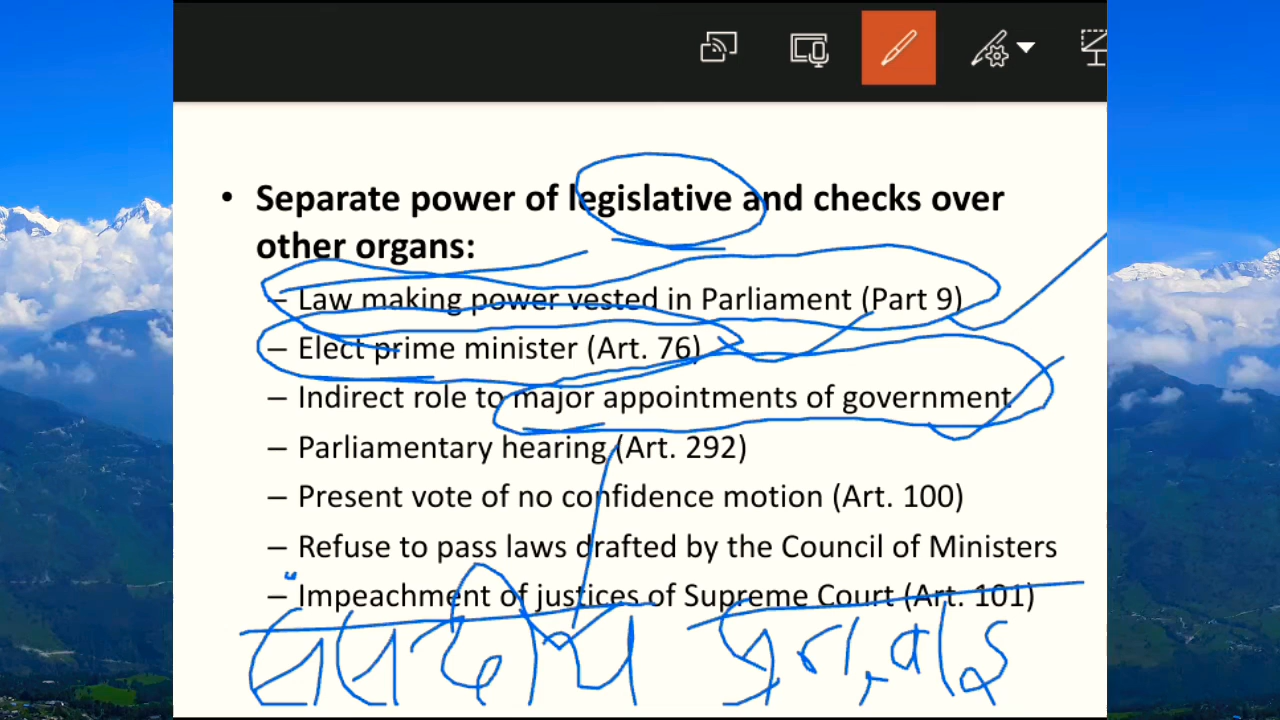 • Separate power of legislative and checks over
other organs:
– Law making power vested in Parliament (Part 9)
– Elect prime minister (Art. 76)
– Indirect role to major appointments of government
– Parliamentary hearing (Art. 292)
– Present vote of no confidence motion (Art. 100)
– Refuse to pass laws drafted by the Council of Ministers
– Impeachment of justices of Supreme Court (Art. 101)
संसदीय सुनुवाइ